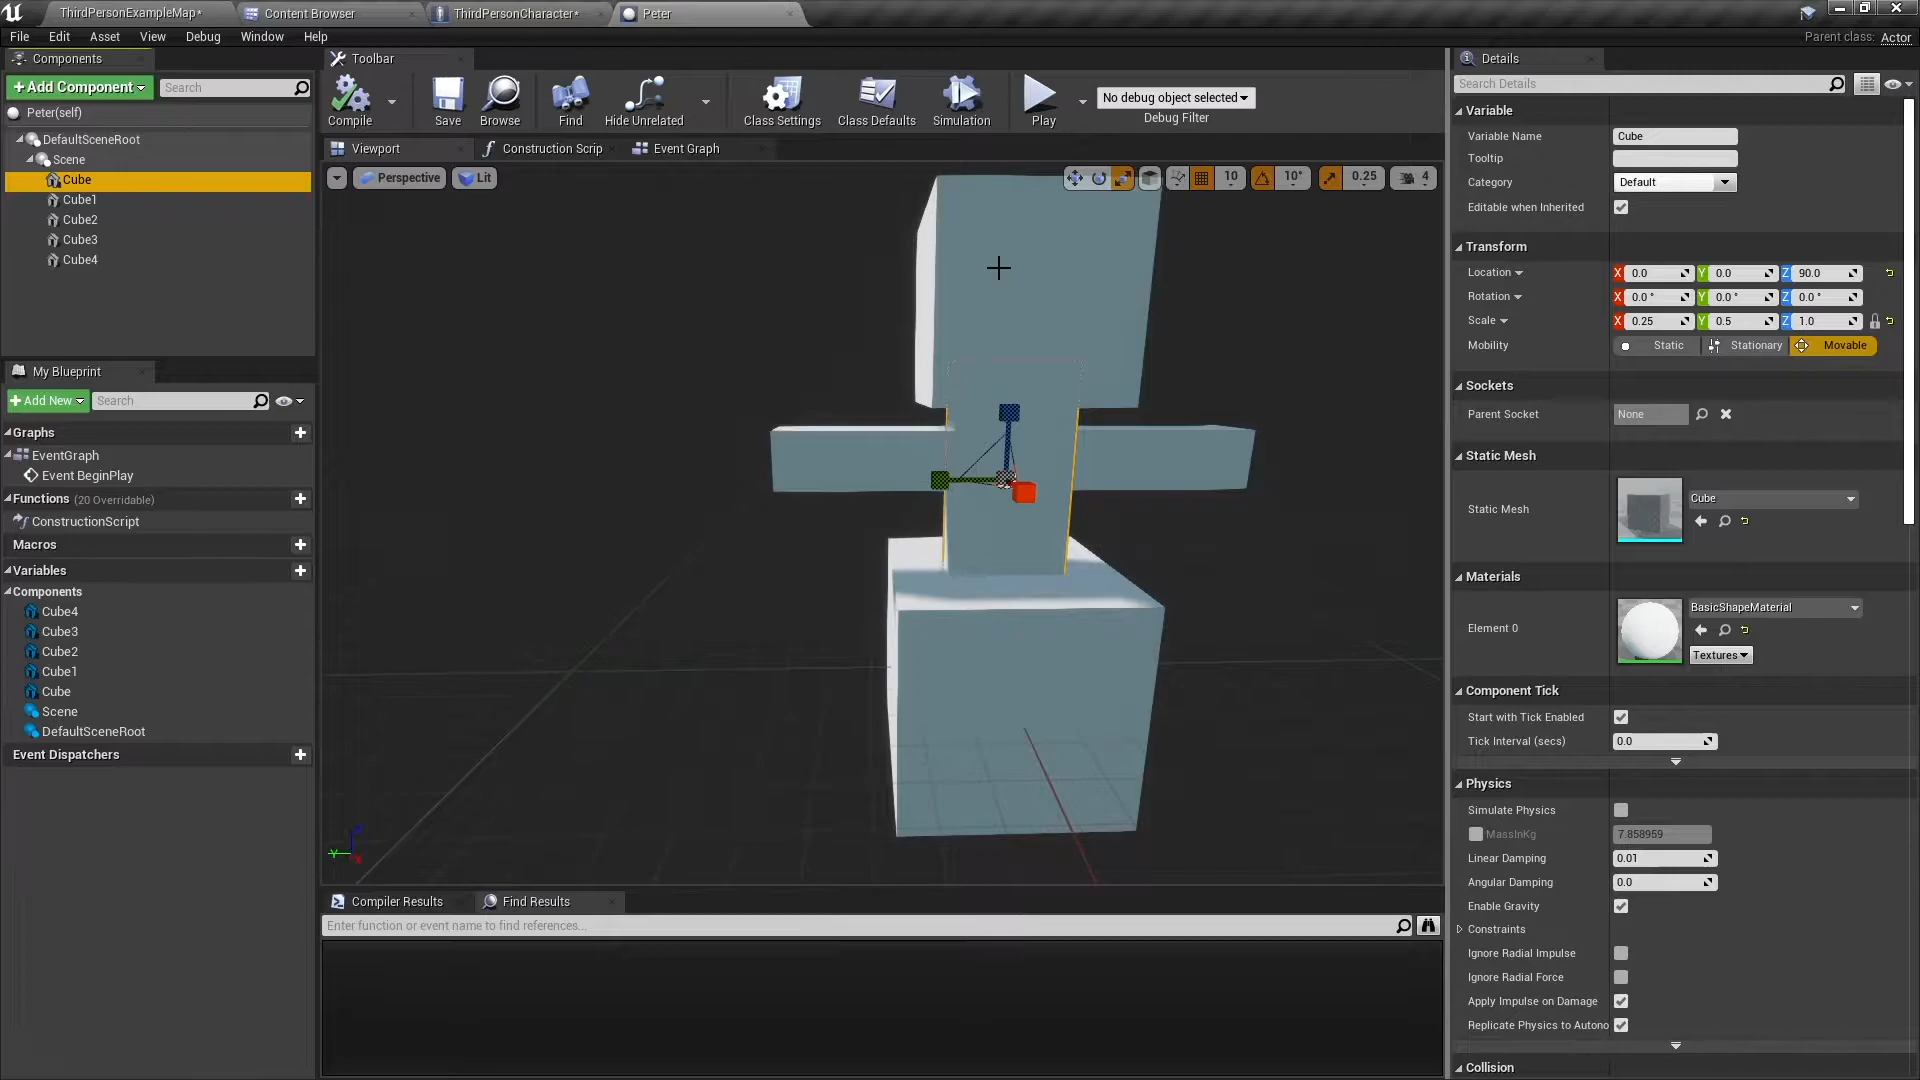 ThirdPersonExampleMap*
Content Browser
ThirdPersonCharacter*
Peter
File Edit Asset View Debug Window Help
Parent class: Actor
Components
+Add Component
Search
Peter(self)
DefaultSceneRoot
Scene
Cube
Cube1
Cube2
Cube3
Cube4
My Blueprint
+Add New
Search
Graphs
EventGraph
Event BeginPlay
Functions (20 Overridable)
ConstructionScript
Macros
Variables
Components
Cube4
Cube3
Cube2
Cube1
Cube
Scene
DefaultSceneRoot
Event Dispatchers
Toolbar
Compile
Save
Browse
Find
Hide Unrelated
Class Settings
Class Defaults
Simulation
Play
No debug object selected
Debug Filter
Viewport
Construction Scrip
Event Graph
Perspective
Lit
10
10°
0.25
4
Compiler Results
Find Results
Enter function or event name to find references...
Details
Search Details
Variable
Variable Name Cube
Tooltip
Category Default
Editable when Inherited
Transform
Location X 0.0 Y 0.0 Z 90.0
Rotation X 0.0 ° Y 0.0 ° Z 0.0 °
Scale X 0.25 Y 0.5 Z 1.0
Mobility Static Stationary Movable
Sockets
Parent Socket None
Static Mesh
Static Mesh Cube
Materials
Element 0 BasicShapeMaterial
Textures
Component Tick
Start with Tick Enabled
Tick Interval (secs) 0.0
Physics
Simulate Physics
MassInKg 7.858959
Linear Damping 0.01
Angular Damping 0.0
Enable Gravity
Constraints
Ignore Radial Impulse
Ignore Radial Force
Apply Impulse on Damage
Replicate Physics to Autono
Collision